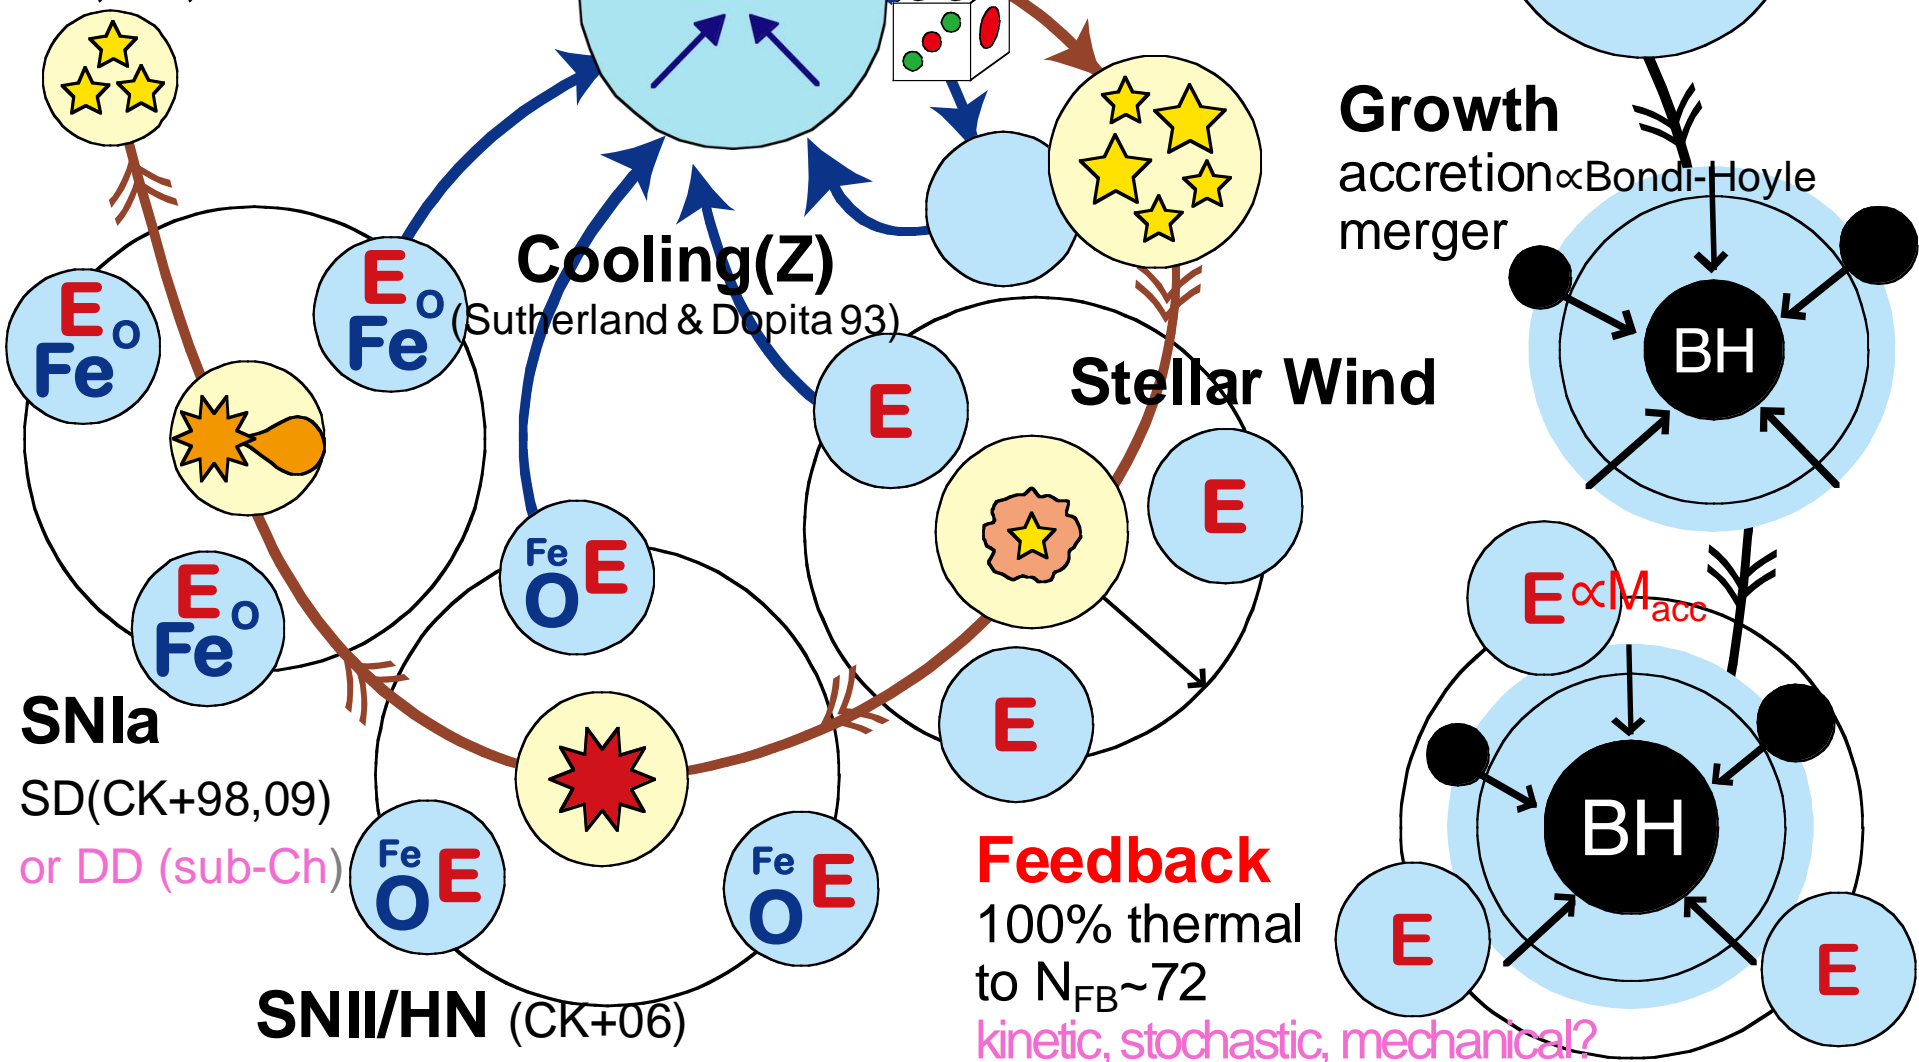 Growth
accretion∝Bondi-Hoyle
merger
E O
Fe
E O
Fe
Cooling(Z)
(Sutherland & Dopita 93)
BH
Stellar Wind
E
E
Fe E
O
E∝Macc
E O
Fe
E
SNIa
SD(CK+98,09)
or DD (sub-Ch)
BH
Fe E
O
Fe E
O
Feedback
100% thermal
to NFB~72
kinetic, stochastic, mechanical?
E
E
SNII/HN (CK+06)